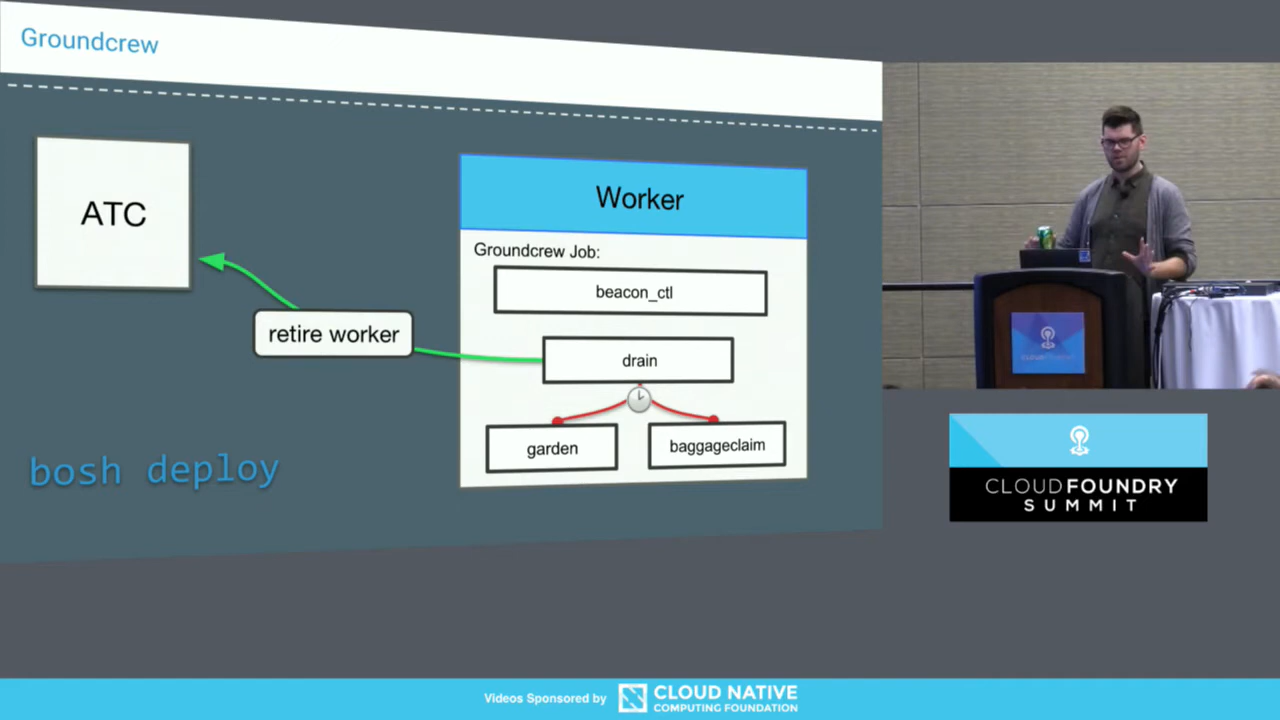 Groundcrew
ATC
Worker
Groundcrew Job:
beacon_ctl
retire worker
drain
garden
baggageclaim
bosh deploy
CLOUD FOUNDRY
CLOUDFOUNDRY
SUMMIT
Videos Sponsored by
CLOUD NATIVE
COMPUTING FOUNDATION